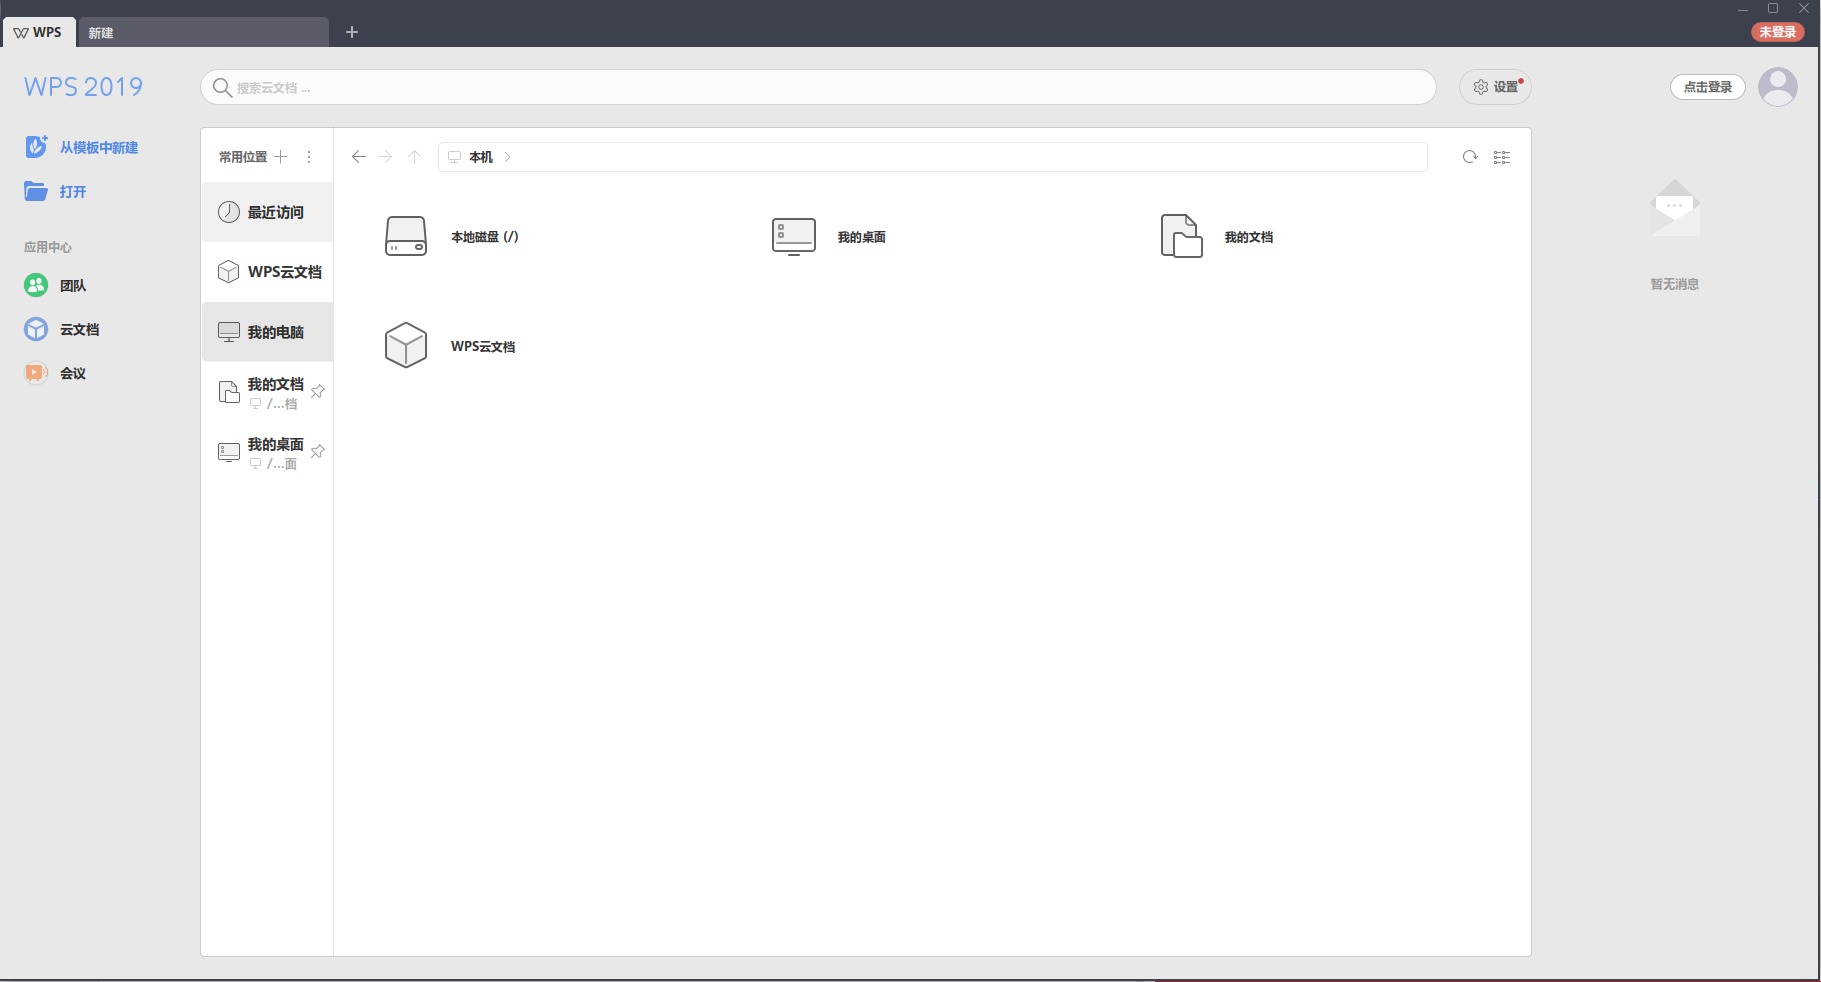 WPS
新建
未登录
WPS 2019
搜索云文档 ...
设置
点击登录
从模板中新建
打开
应用中心
团队
云文档
会议
常用位置
最近访问
WPS云文档
我的电脑
我的文档
/...档
我的桌面
/...面
本机
本地磁盘 (/)
我的桌面
我的文档
WPS云文档
暂无消息